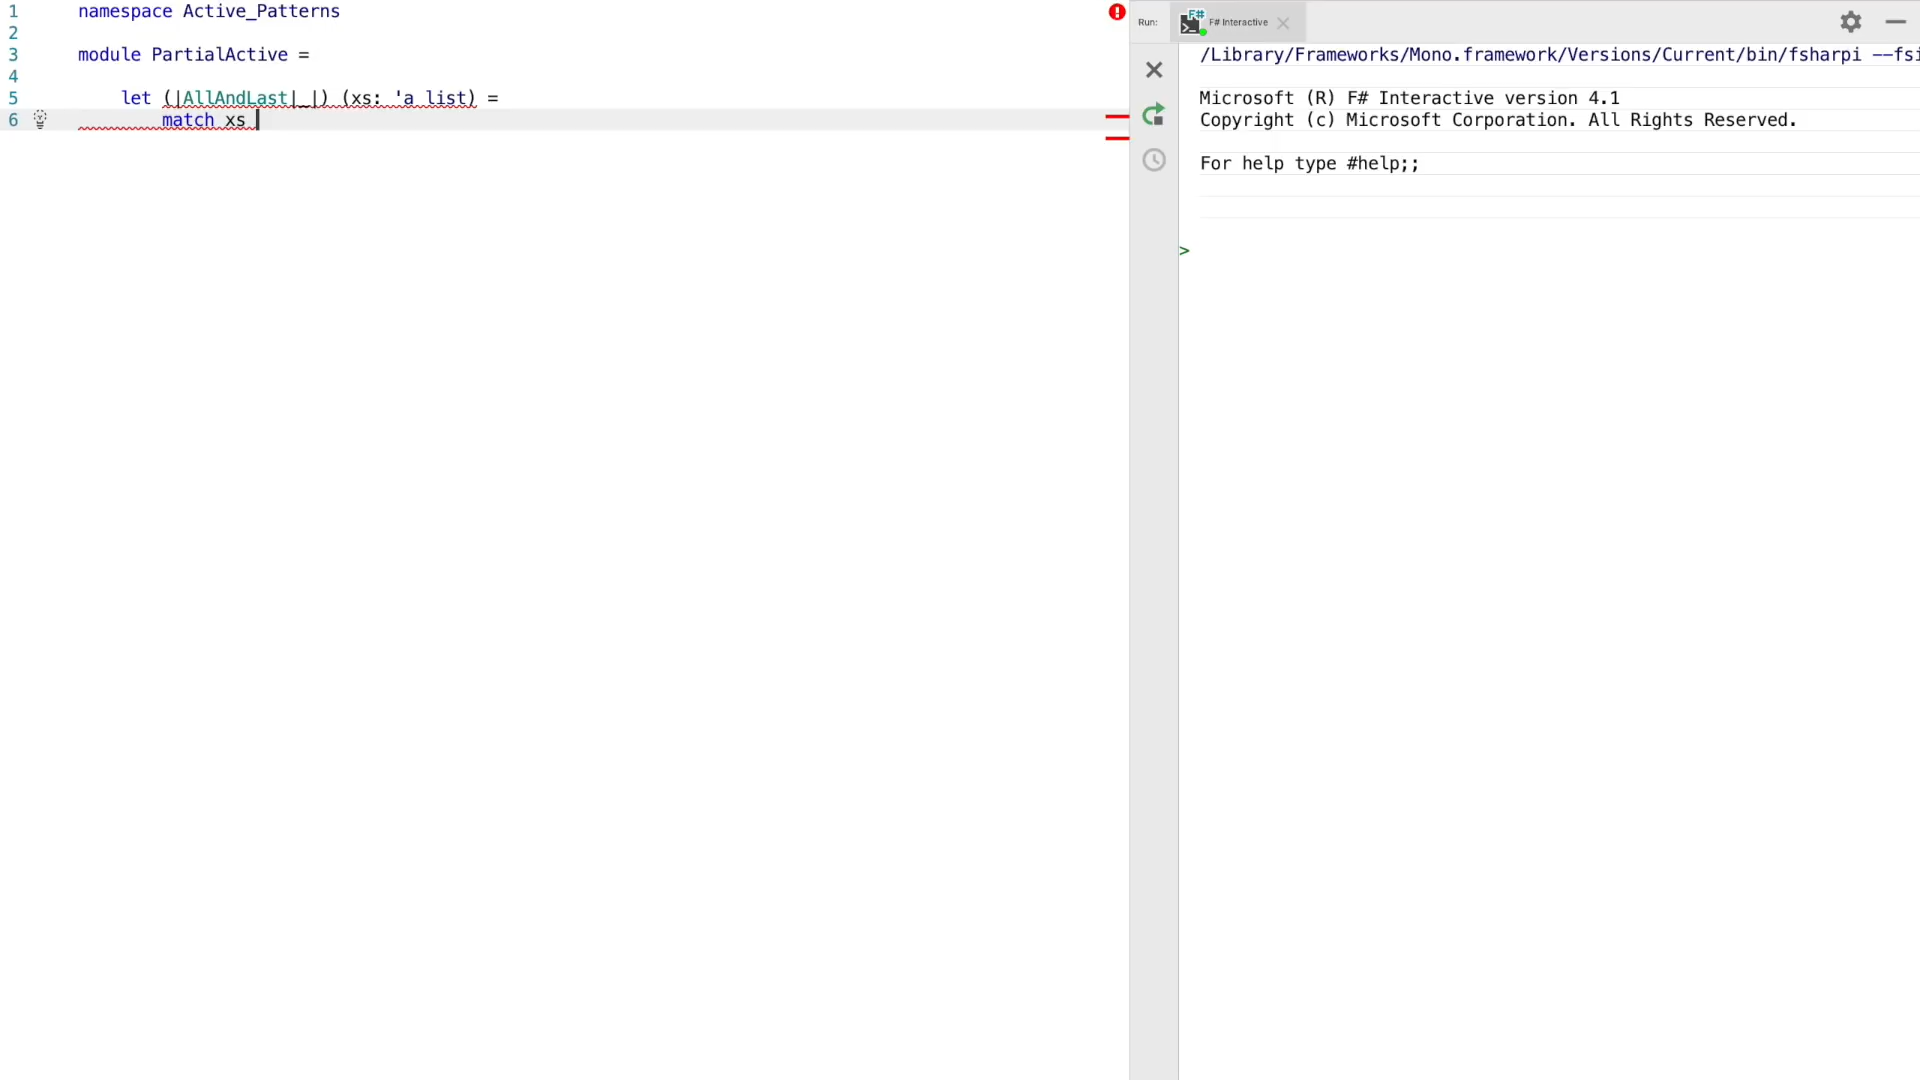 1 namespace Active_Patterns
2
3 module PartialActive =
4
5 let (|AllAndLast|_|) (xs: 'a list) =
6 match xs
Run: F# Interactive
/Library/Frameworks/Mono.framework/Versions/Current/bin/fsharpi --fsi
Microsoft (R) F# Interactive version 4.1
Copyright (c) Microsoft Corporation. All Rights Reserved.
For help type #help;;
>